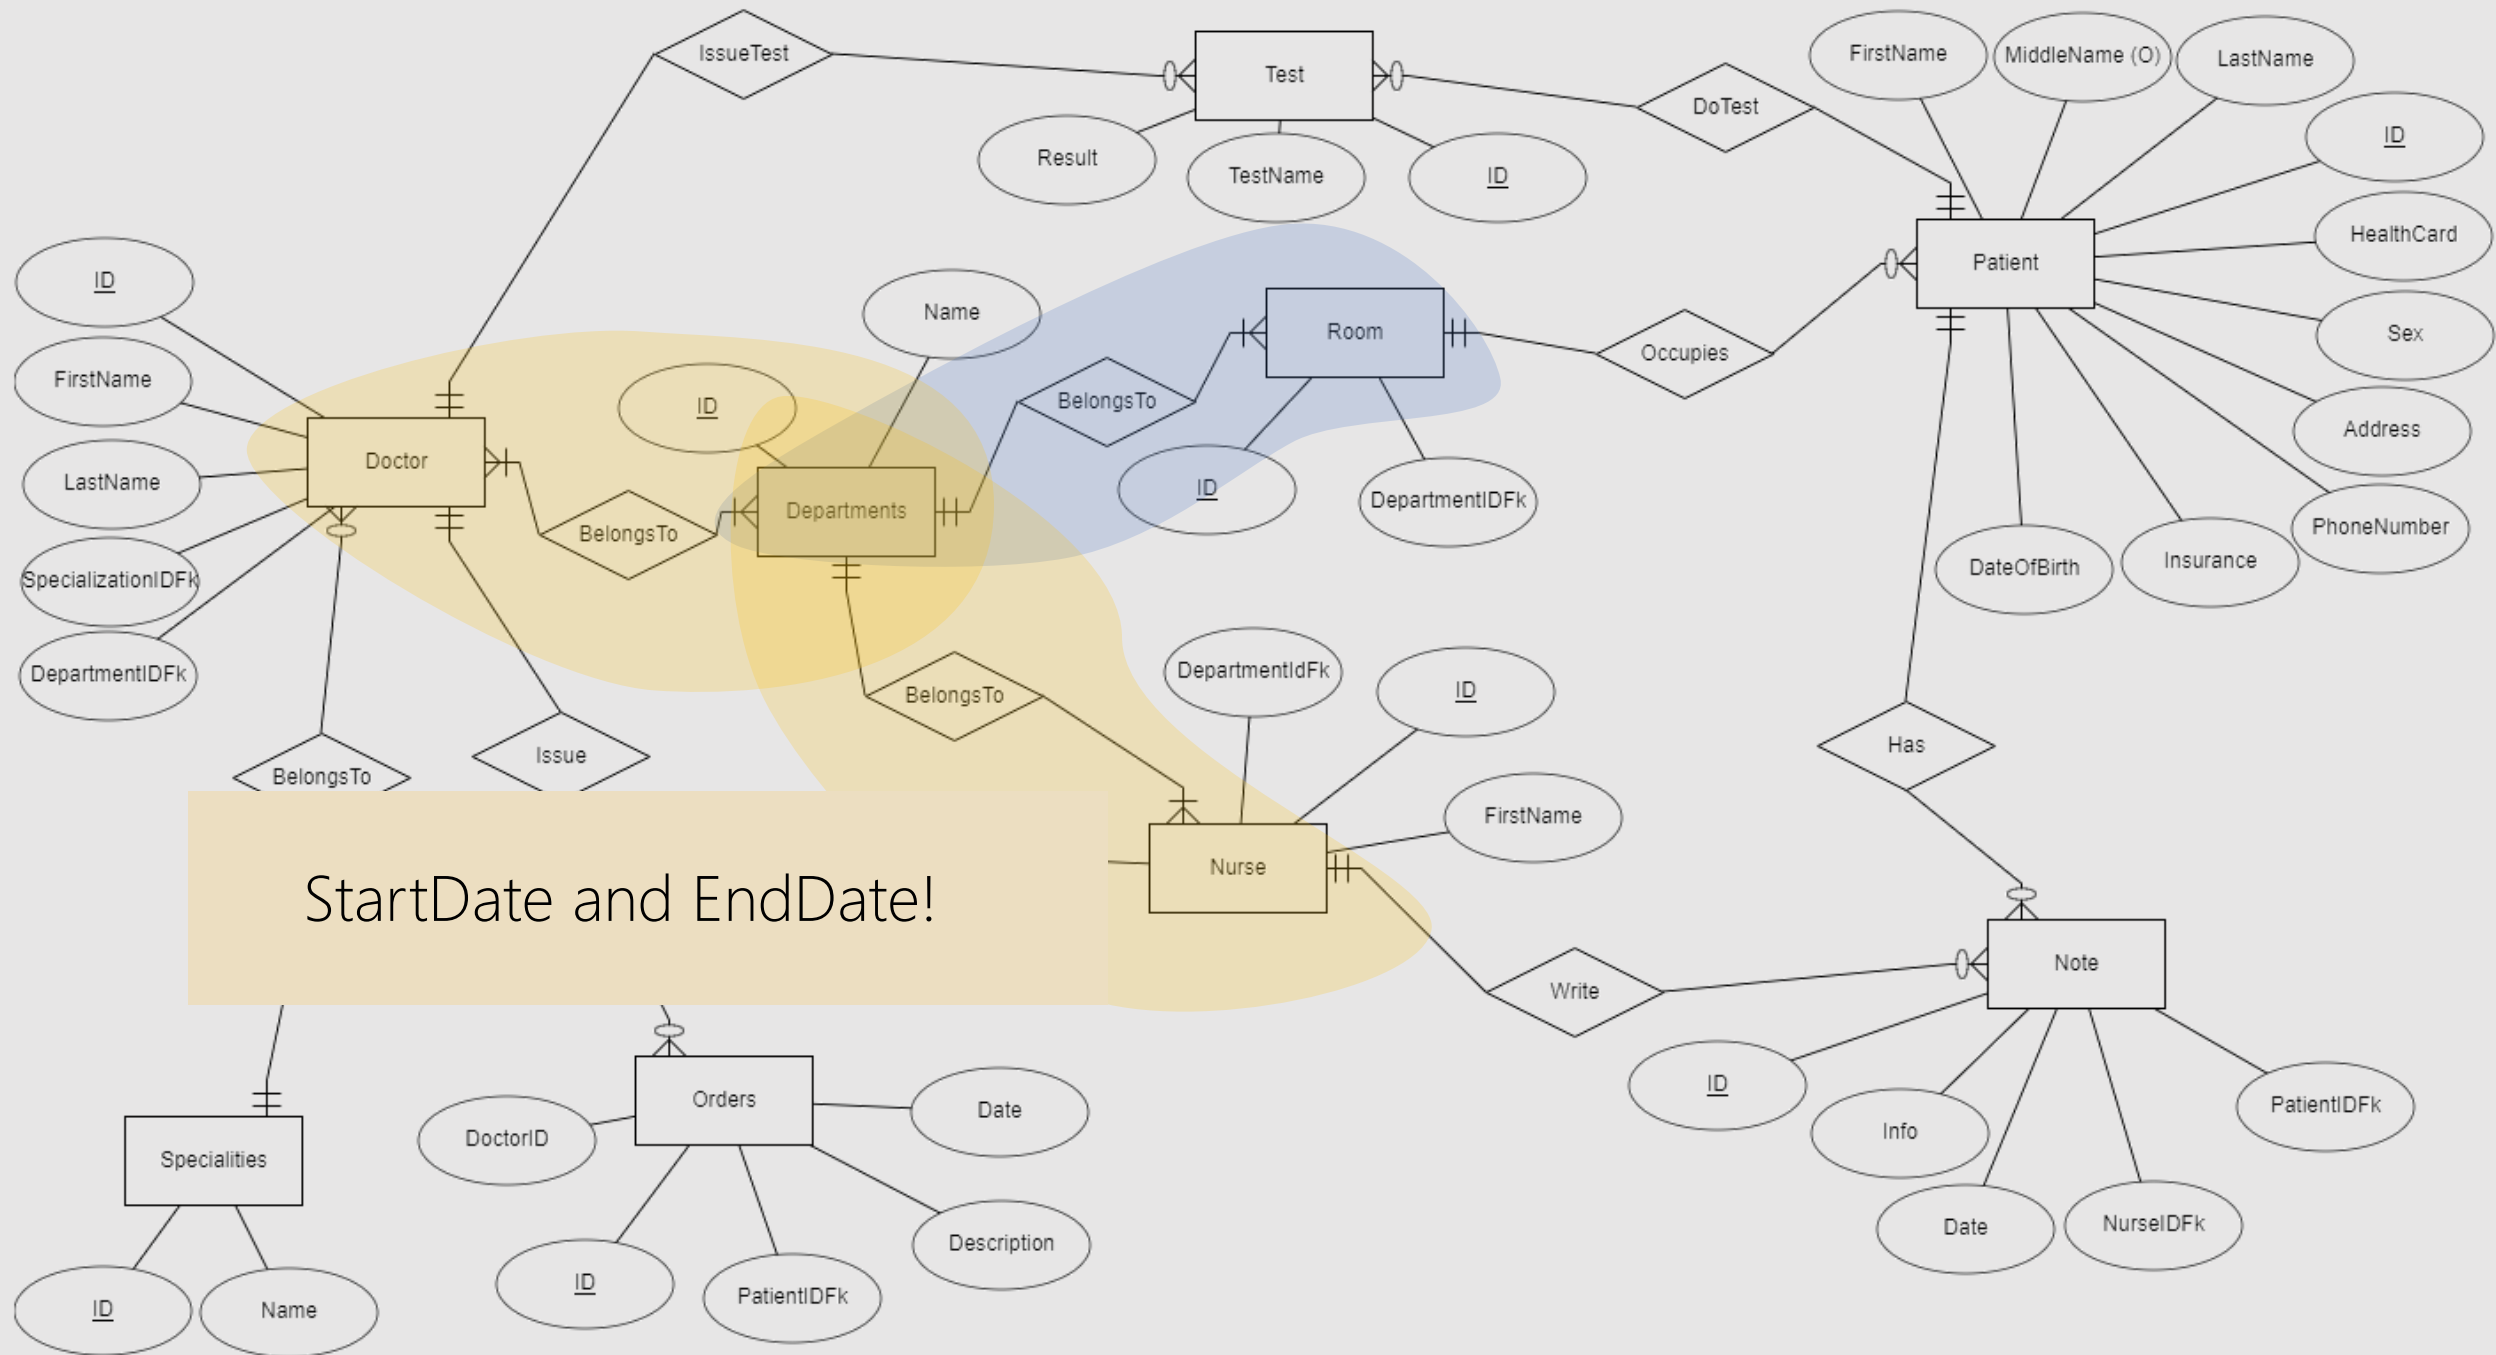 IssueTest
Test
DoTest
FirstName
MiddleName (O)
LastName
ID
HealthCard
Sex
Address
PhoneNumber
Insurance
DateOfBirth
Patient
Result
TestName
ID
ID
FirstName
LastName
SpecializationIDFk
DepartmentIDFk
Doctor
BelongsTo
ID
Name
Departments
BelongsTo
Room
ID
DepartmentIDFk
Occupies
BelongsTo
DepartmentIdFk
ID
FirstName
Nurse
Has
BelongsTo
Issue
StartDate and EndDate!
Write
Note
ID
Info
Date
NurseIDFk
PatientIDFk
Specialities
ID
Name
Orders
DoctorID
Date
ID
PatientIDFk
Description